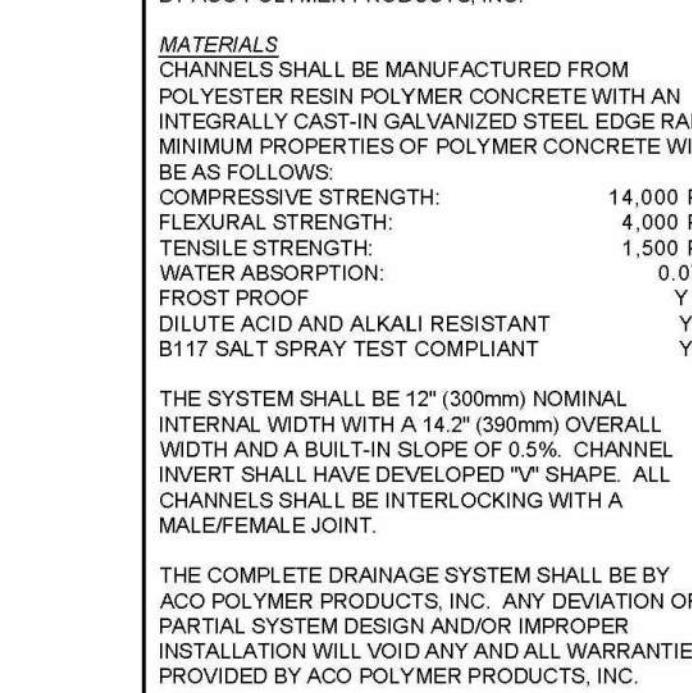 MATERIALS
CHANNELS SHALL BE MANUFACTURED FROM
POLYESTER RESIN POLYMER CONCRETE WITH AN
INTEGRALLY CAST-IN GALVANIZED STEEL EDGE
MINIMUM PROPERTIES OF POLYMER CONCRETE
BE AS FOLLOWS:
COMPRESSIVE STRENGTH: 14,000
FLEXURAL STRENGTH: 4,000
TENSILE STRENGTH: 1,500
WATER ABSORPTION:
FROST PROOF Y
DILUTE ACID AND ALKALI RESISTANT Y
B117 SALT SPRAY TEST COMPLIANT Y
THE SYSTEM SHALL BE 12" (300mm) NOMINAL
INTERNAL WIDTH WITH A 14.2" (390mm) OVERALL
WIDTH AND A BUILT-IN SLOPE OF 0.5%. CHANNEL
INVERT SHALL HAVE DEVELOPED "V" SHAPE. ALL
CHANNELS SHALL BE INTERLOCKING WITH A
MALE/FEMALE JOINT.
THE COMPLETE DRAINAGE SYSTEM SHALL BE BY
ACO POLYMER PRODUCTS, INC. ANY DEVIATION
PARTIAL SYSTEM DESIGN AND/OR IMPROPER
INSTALLATION WILL VOID ANY AND ALL WARRANTIE
PROVIDED BY ACO POLYMER PRODUCTS, INC.